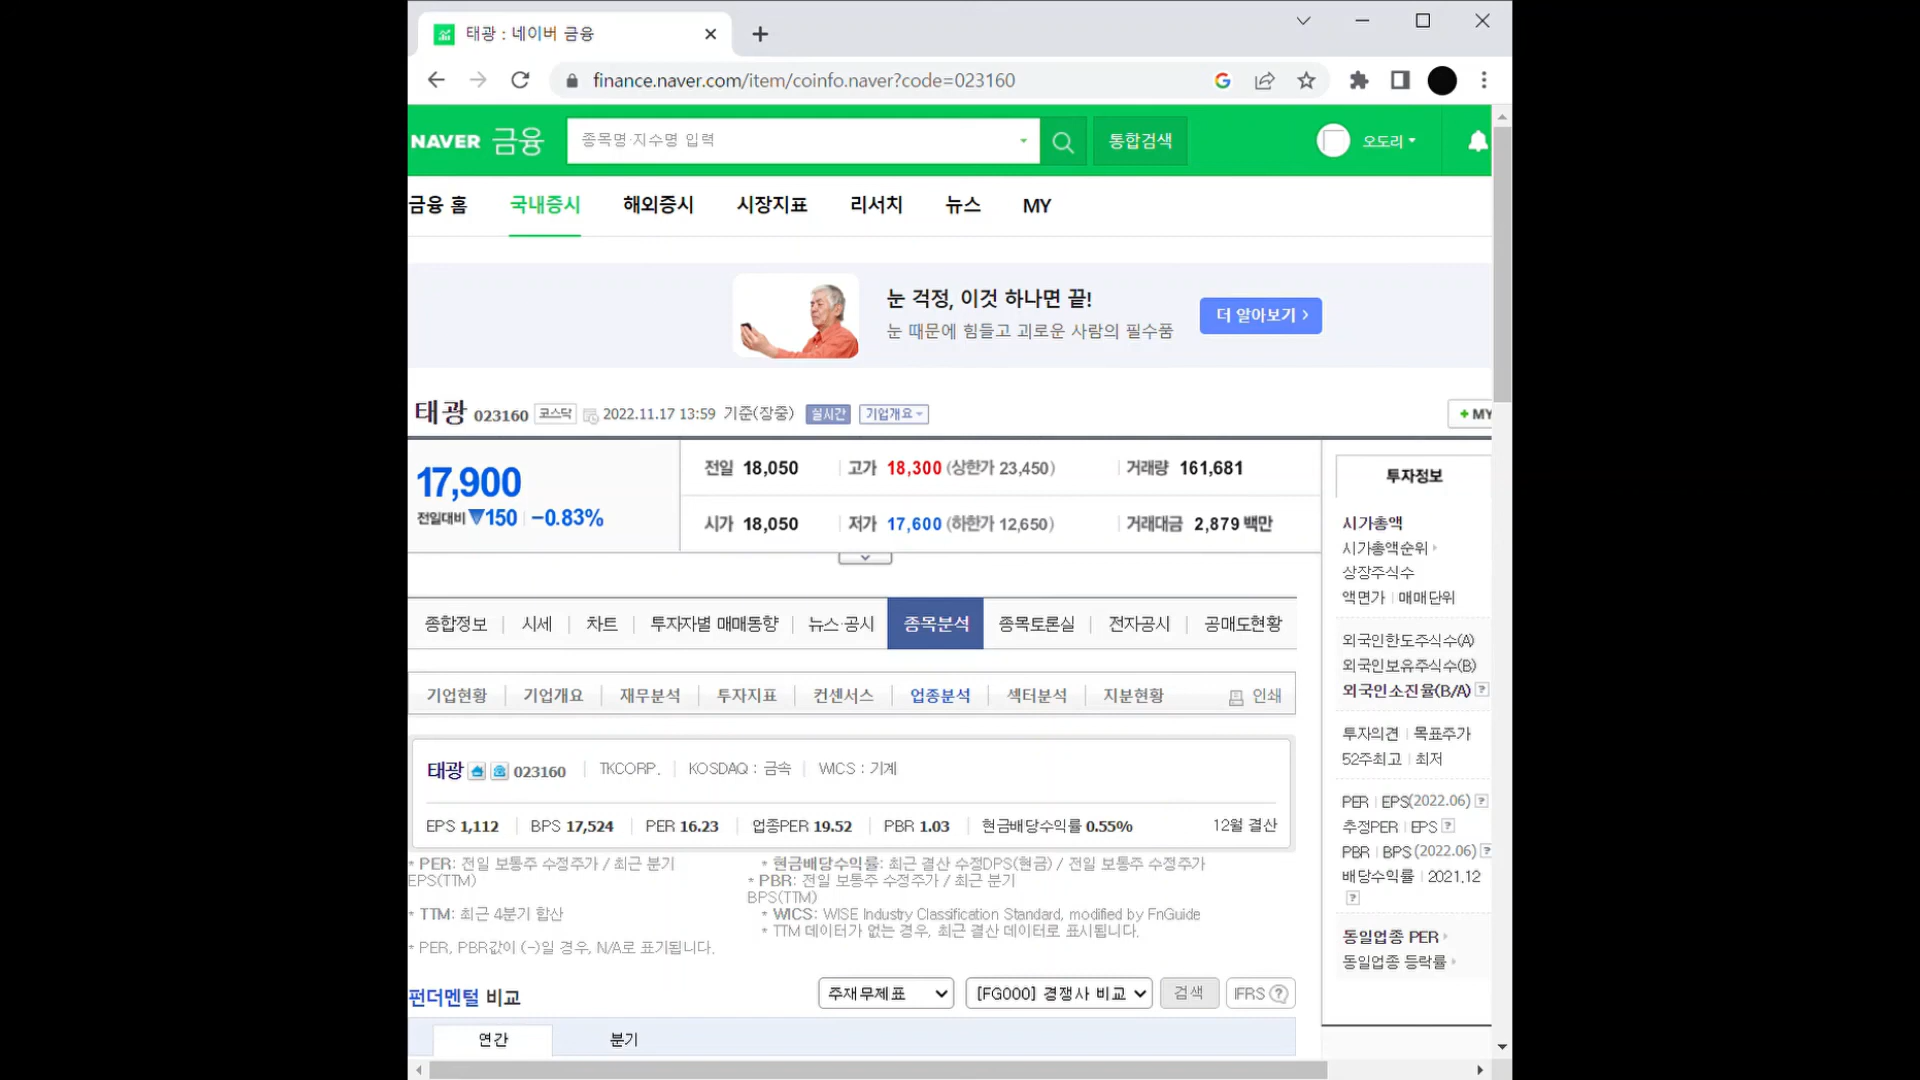 태광 : 네이버 금융
finance.naver.com/item/coinfo.naver?code=023160
NAVER 금융 종목명·지수명 입력 통합검색 오도리
금융 홈 국내증시 해외증시 시장지표 리서치 뉴스 MY
눈 걱정, 이것 하나면 끝!
눈 때문에 힘들고 괴로운 사람의 필수품
더 알아보기 >
태광 023160 코스닥 2022.11.17 13:59 기준(장중) 실시간 기업개요 + MY
17,900
전일대비 ▼150 -0.83%
전일 18,050 고가 18,300 (상한가 23,450) 거래량 161,681
시가 18,050 저가 17,600 (하한가 12,650) 거래대금 2,879 백만
종합정보 시세 차트 투자자별 매매동향 뉴스·공시 종목분석 종목토론실 전자공시 공매도현황
기업현황 기업개요 재무분석 투자지표 컨센서스 업종분석 섹터분석 지분현황 인쇄
태광 023160 TKCORP. KOSDAQ : 금속 WICS : 기계
EPS 1,112 BPS 17,524 PER 16.23 업종PER 19.52 PBR 1.03 현금배당수익률 0.55% 12월 결산
* PER: 전일 보통주 수정주가 / 최근 분기
EPS(TTM)
* TTM: 최근 4분기 합산
* PER, PBR값이 (-)일 경우, N/A로 표기됩니다.
* 현금배당수익률: 최근 결산 수정DPS(현금) / 전일 보통주 수정주가
* PBR: 전일 보통주 수정주가 / 최근 분기
BPS(TTM)
* WICS: WISE Industry Classification Standard, modified by FnGuide
* TTM 데이터가 없는 경우, 최근 결산 데이터로 표시됩니다.
펀더멘털 비교 주재무제표 [FG000] 경쟁사 비교 검색 IFRS ?
연간 분기
투자정보
시가총액
시가총액순위
상장주식수
액면가 매매단위
외국인한도주식수(A)
외국인보유주식수(B)
외국인소진율(B/A) ?
투자의견 목표주가
52주최고 최저
PER EPS(2022.06) ?
추정PER EPS ?
PBR BPS (2022.06) ?
배당수익률 2021.12
?
동일업종 PER
동일업종 등락률